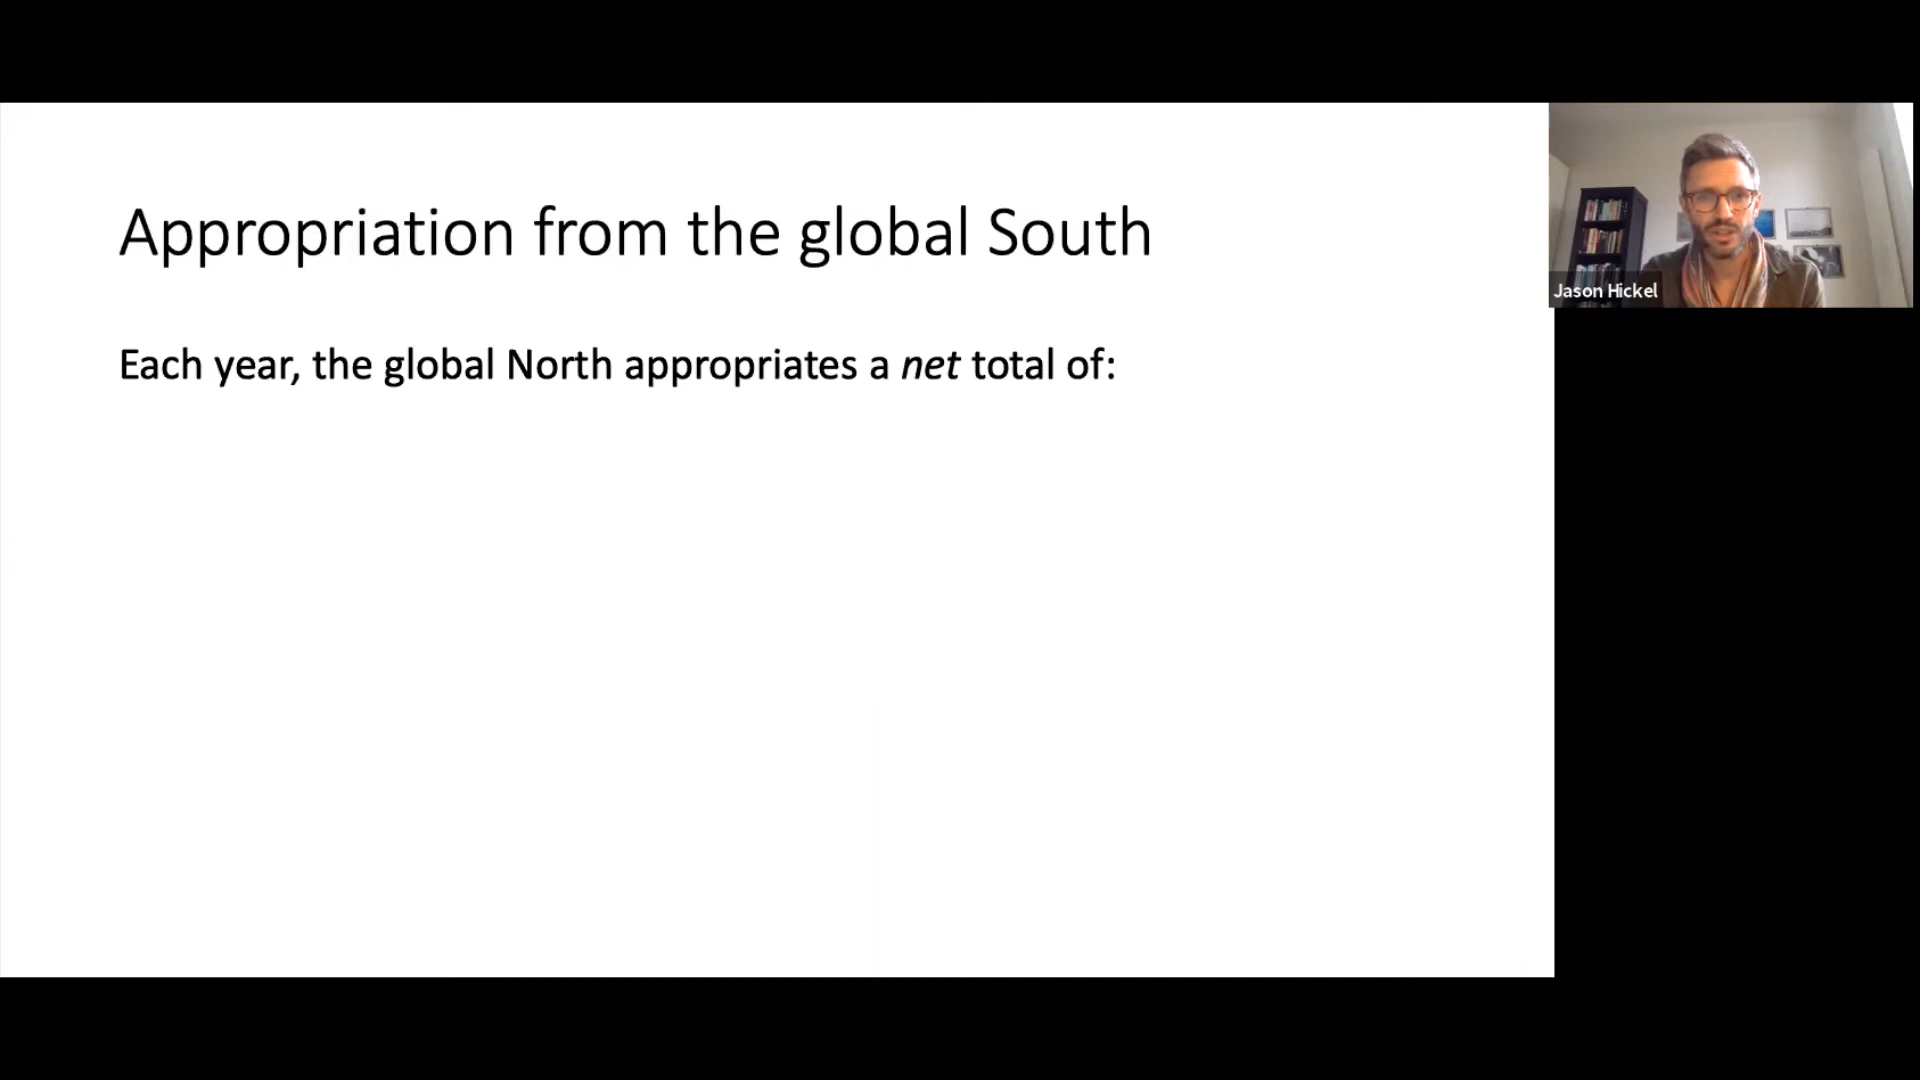 Appropriation from the global South
Jason Hickel
Each year, the global North appropriates a net total of: